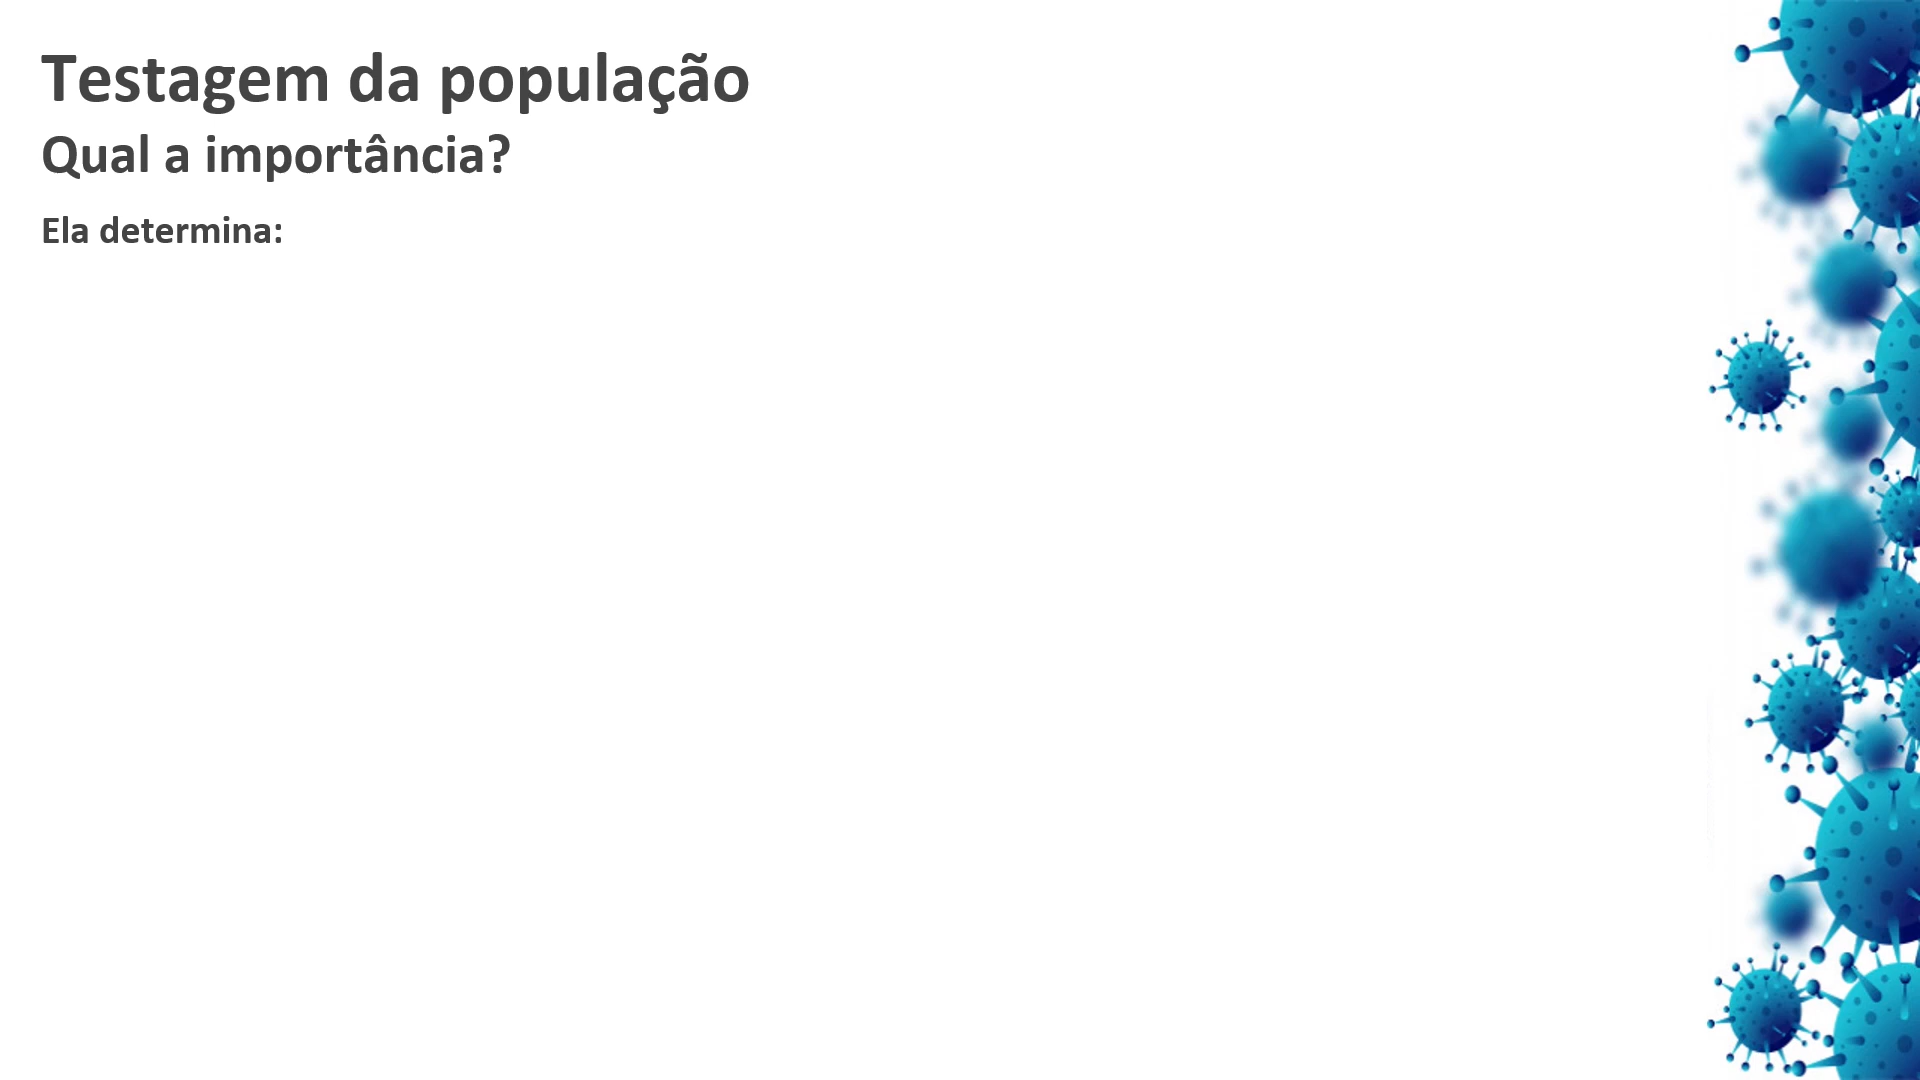 Testagem da população
Qual a importância?
Ela determina: